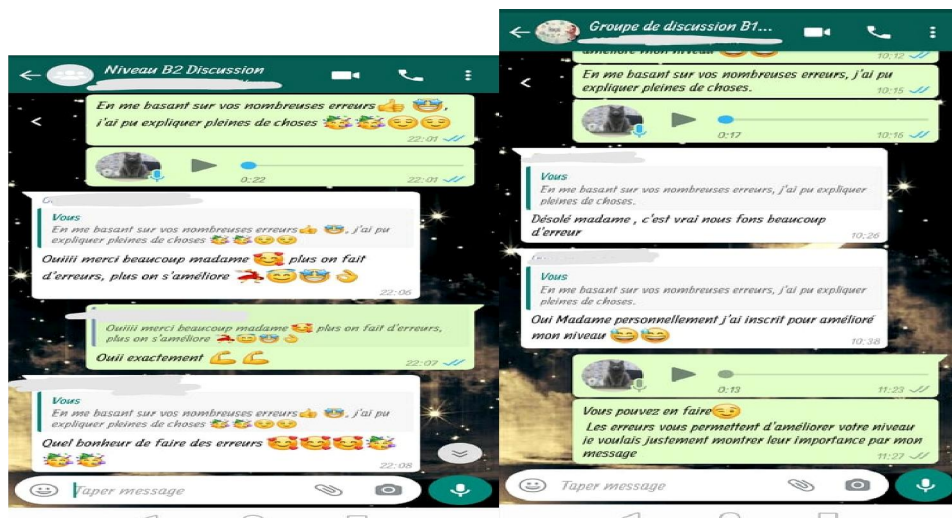 Niveau B2 Discussion
En me basant sur vos nombreuses erreurs👍 🤩,
j'ai pu expliquer pleines de choses 🥳 🥳 😌 😌
22:01
0:22
22:01
Vous
En me basant sur vos nombreuses erreurs👍 🤩, j'ai pu
expliquer pleines de choses 🥳 🥳 😌 😌
Ouiiii merci beaucoup madame 🥰 plus on fait
d'erreurs, plus on s'améliore 💃 😊 🤩 👌
22:06
Ouiiii merci beaucoup madame 🥰 plus on fait d'erreurs,
plus on s'améliore 💃 😊 🤩 👌
Ouii exactement 💪 💪
22:07
Vous
En me basant sur vos nombreuses erreurs👍 🤩, j'ai pu
expliquer pleines de choses 🥳 🥳 😌 😌
Quel bonheur de faire des erreurs 🥰 🥰 🥰 🥳
🥳 🥳
22:08
Taper message
Groupe de discussion B1...
amélioré mon niveau
10:12
En me basant sur vos nombreuses erreurs, j'ai pu
expliquer pleines de choses.
10:15
0:17
10:16
Vous
En me basant sur vos nombreuses erreurs, j'ai pu expliquer
pleines de choses.
Désolé madame , c'est vrai nous fons beaucoup
d'erreur
10:26
Vous
En me basant sur vos nombreuses erreurs, j'ai pu expliquer
pleines de choses.
Oui Madame personnellement j'ai inscrit pour amélioré
mon niveau 😅 😅
10:38
0:13
11:23
Vous pouvez en faire😊
Les erreurs vous permettent d'améliorer votre niveau
je voulais justement montrer leur importance par mon
message
11:27
Taper message